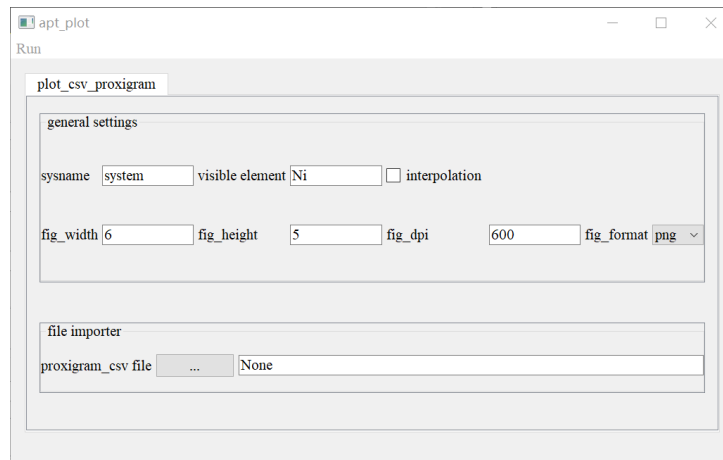 apt_plot
Run
plot_csv_proxigram
general settings
sysname system visible element Ni interpolation
fig_width 6 fig_height 5 fig_dpi 600 fig_format png
file importer
proxigram_csv file ... None